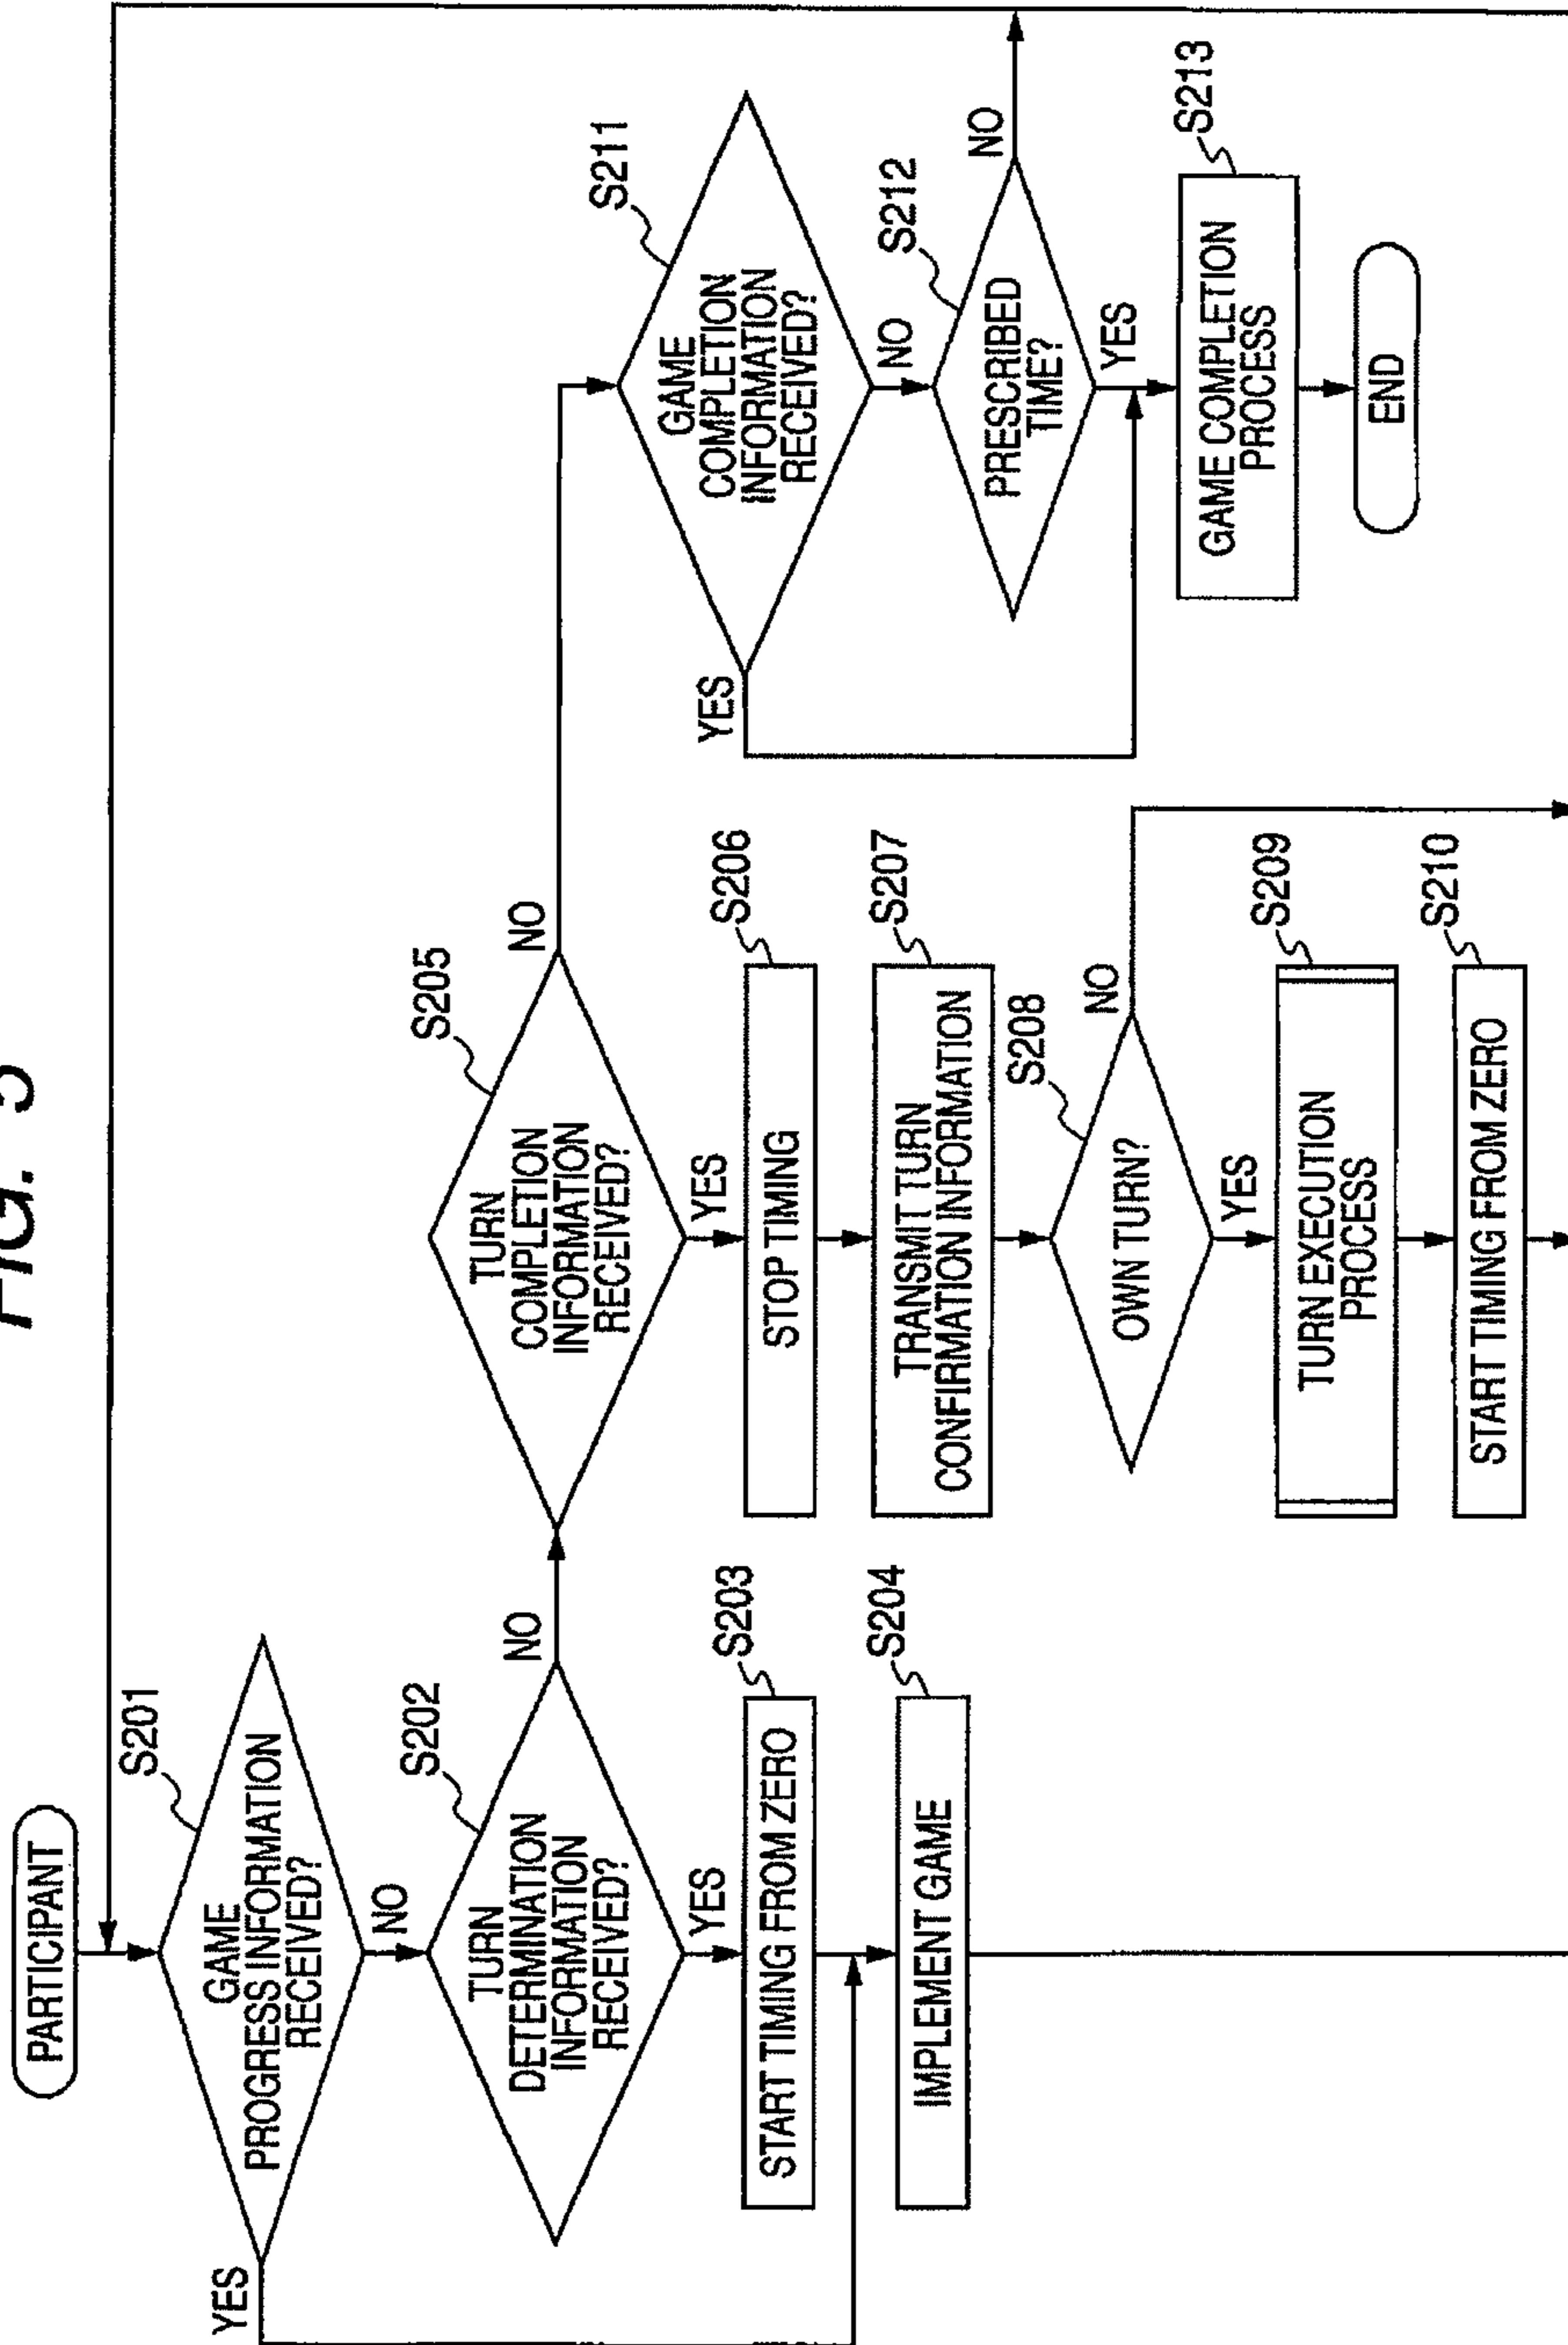 FIG. 5
PARTICIPANT
S201
GAME
PROGRESS INFORMATION
RECEIVED?
YES
NO
S202
TURN
DETERMINATION
INFORMATION
RECEIVED?
NO
YES
S203
START TIMING FROM ZERO
S204
IMPLEMENT GAME
S205
TURN
COMPLETION
INFORMATION
RECEIVED?
NO
YES
S206
STOP TIMING
S207
TRANSMIT TURN
CONFIRMATION INFORMATION
S208
OWN TURN?
NO
YES
S209
TURN EXECUTION
PROCESS
S210
START TIMING FROM ZERO
S211
GAME
COMPLETION
INFORMATION
RECEIVED?
YES
NO
S212
PRESCRIBED
TIME?
NO
YES
S213
GAME COMPLETION
PROCESS
END